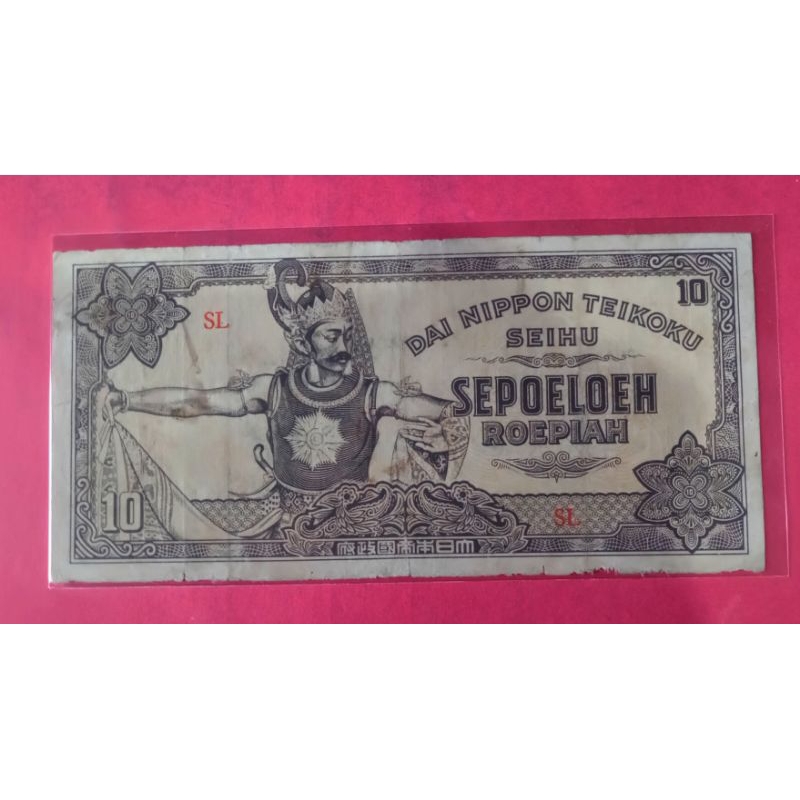 10
SL
DAI NIPPON TEIKOKU
SEIHU
SEPOELOEH
ROEPIAH
10
SL
府政國帝本日大